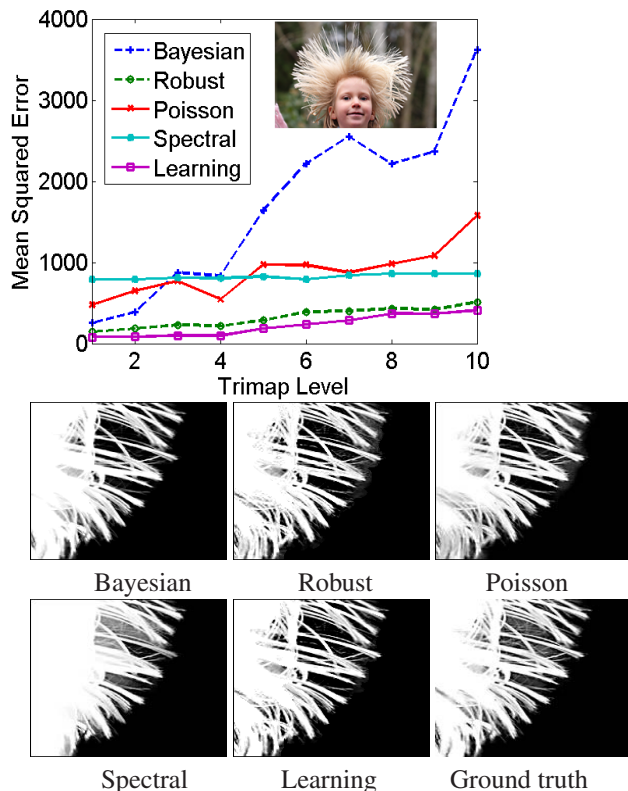 4000
3000
2000
1000
0
Mean Squared Error
Bayesian
Robust
Poisson
Spectral
Learning
2 4 6 8 10
Trimap Level
Bayesian Robust Poisson
Spectral Learning Ground truth